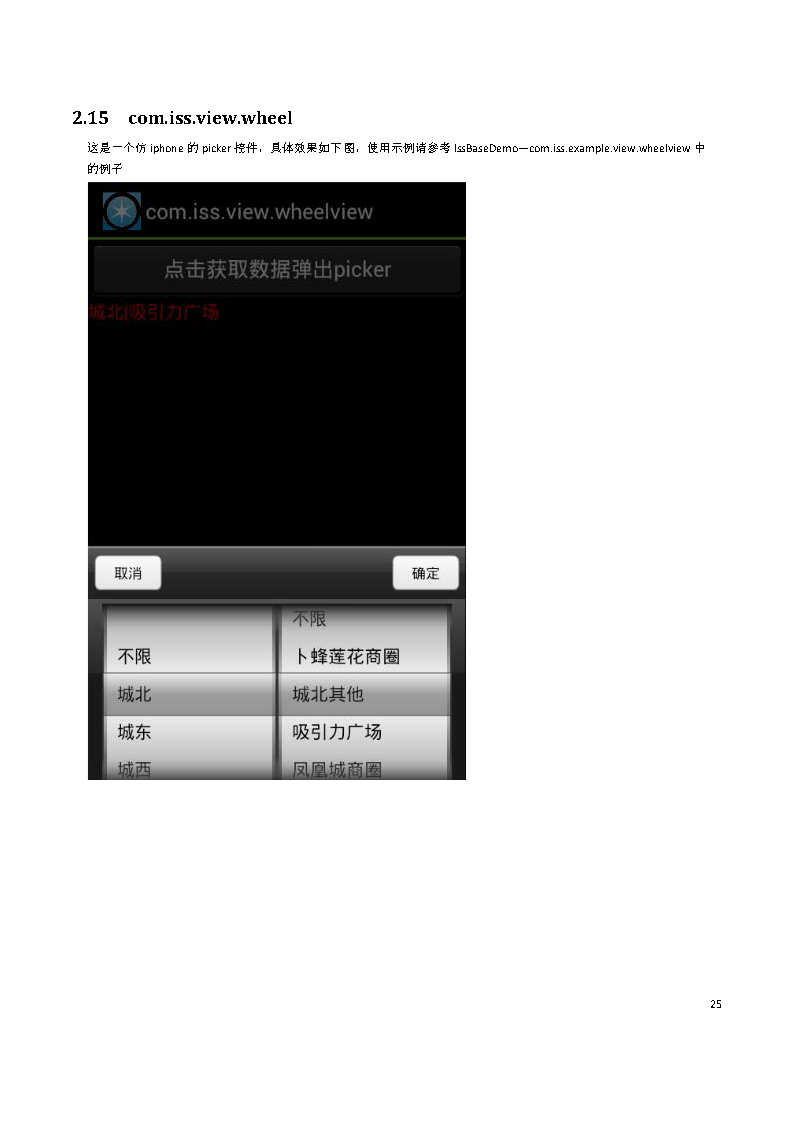 2.15 com.iss.view.wheel
这是一个仿 iphone 的 picker 控件，具体效果如下图，使用示例请参考 IssBaseDemo—com.iss.example.view.wheelview 中
的例子
com.iss.view.wheelview
点击获取数据弹出picker
城北|吸引力广场
取消 确定
不限
不限 卜蜂莲花商圈
城北 城北其他
城东 吸引力广场
城西 凤凰城商圈
25